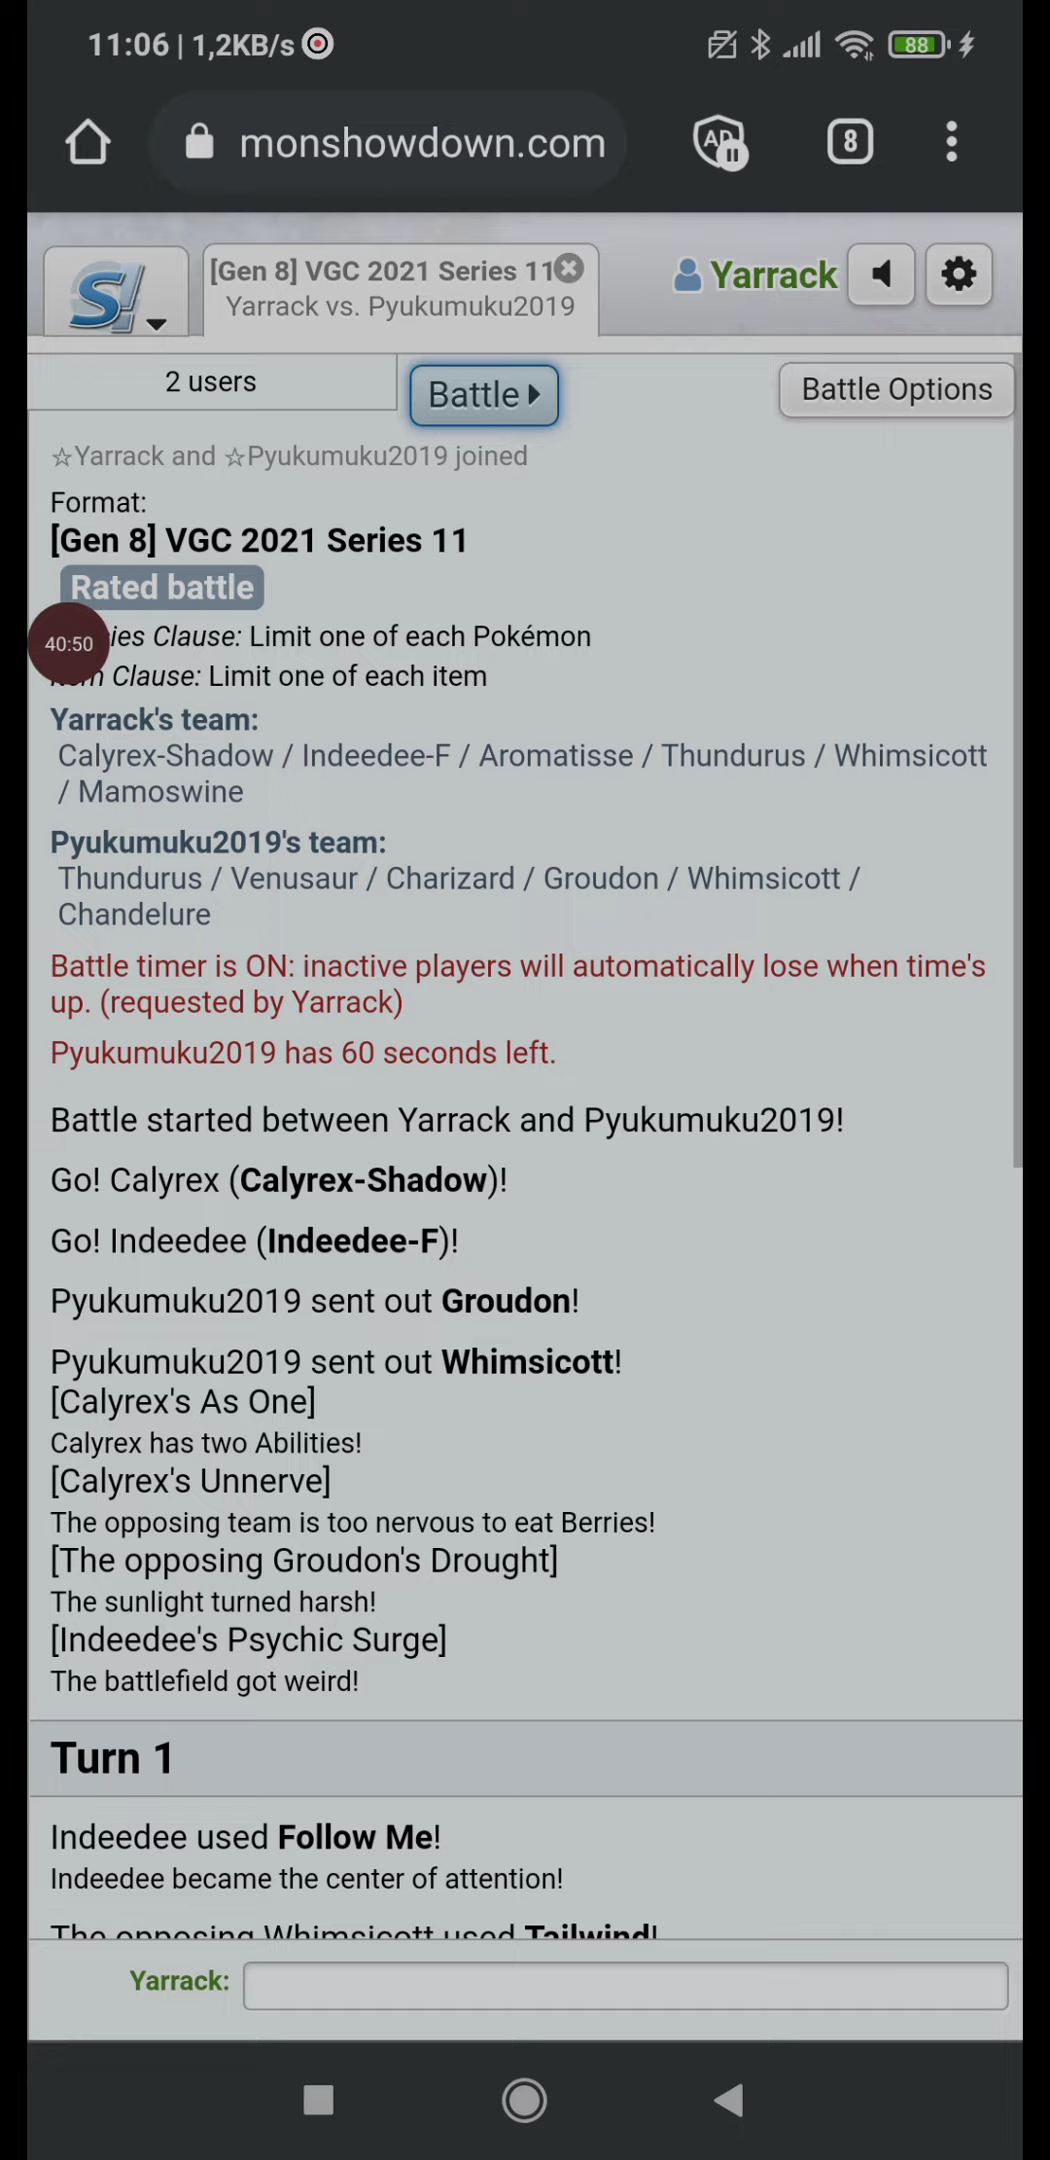 11:06 | 1,2KB/s
88
monshowdown.com
AD
8
S!
[Gen 8] VGC 2021 Series 11
Yarrack vs. Pyukumuku2019
Yarrack
2 users
Battle
Battle Options
☆Yarrack and ☆Pyukumuku2019 joined
Format:
[Gen 8] VGC 2021 Series 11
Rated battle
40:50
ies Clause: Limit one of each Pokémon
Clause: Limit one of each item
Yarrack's team:
Calyrex-Shadow / Indeedee-F / Aromatisse / Thundurus / Whimsicott
/ Mamoswine
Pyukumuku2019's team:
Thundurus / Venusaur / Charizard / Groudon / Whimsicott /
Chandelure
Battle timer is ON: inactive players will automatically lose when time's
up. (requested by Yarrack)
Pyukumuku2019 has 60 seconds left.
Battle started between Yarrack and Pyukumuku2019!
Go! Calyrex (Calyrex-Shadow)!
Go! Indeedee (Indeedee-F)!
Pyukumuku2019 sent out Groudon!
Pyukumuku2019 sent out Whimsicott!
[Calyrex's As One]
Calyrex has two Abilities!
[Calyrex's Unnerve]
The opposing team is too nervous to eat Berries!
[The opposing Groudon's Drought]
The sunlight turned harsh!
[Indeedee's Psychic Surge]
The battlefield got weird!
Turn 1
Indeedee used Follow Me!
Indeedee became the center of attention!
The opposing Whimsicott used Tailwind!
Yarrack: